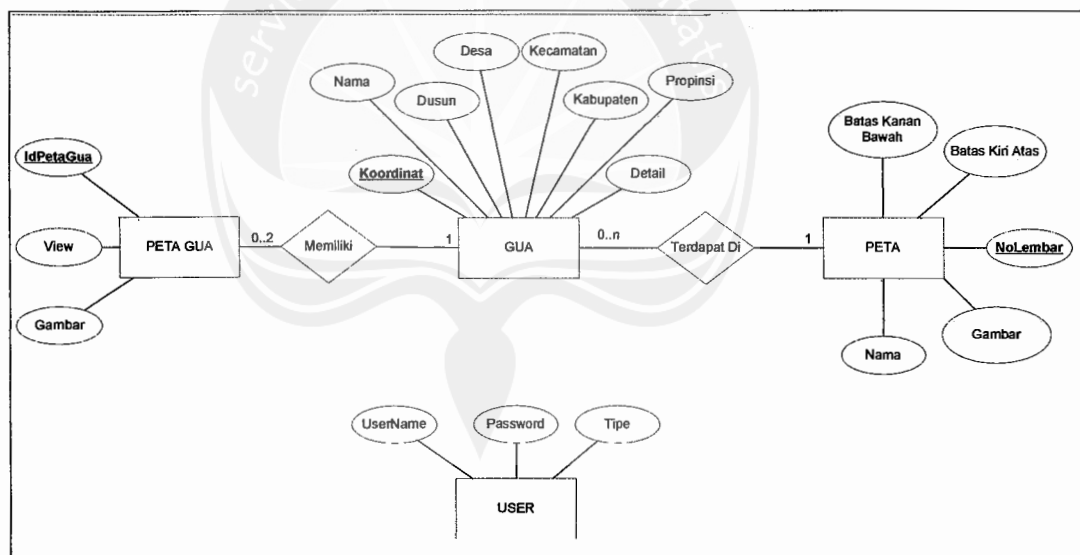 Desa
Kecamatan
Nama
Dusun
Kabupaten
Propinsi
Batas Kanan
Bawah
Batas Kiri Atas
IdPetaGua
Koordinat
Detail
View
PETA GUA
0..2
Memiliki
1
GUA
0..n
Terdapat Di
1
PETA
NoLembar
Gambar
Nama
Gambar
UserName
Password
Tipe
USER